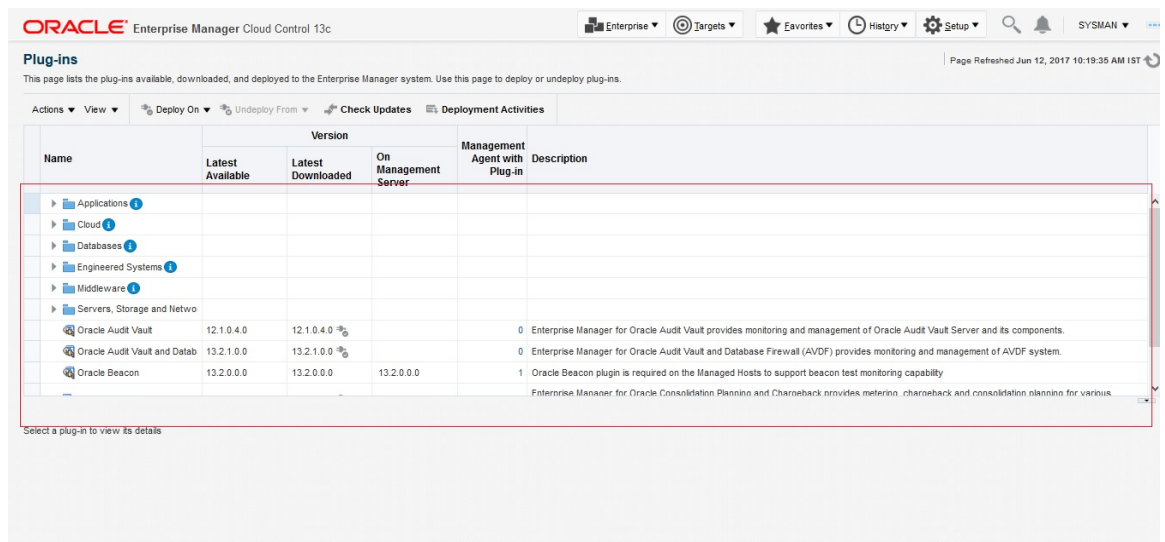 ORACLE® Enterprise Manager Cloud Control 13c
Enterprise Targets Favorites History Setup SYSMAN
Plug-ins
Page Refreshed Jun 12, 2017 10:19:35 AM IST
This page lists the plug-ins available, downloaded, and deployed to the Enterprise Manager system. Use this page to deploy or undeploy plug-ins.
Actions View Deploy On Undeploy From Check Updates Deployment Activities
Name
Version
Latest Available
Latest Downloaded
On Management Server
Management Agent with Plug-in
Description
Applications
Cloud
Databases
Engineered Systems
Middleware
Servers, Storage and Netwo
Oracle Audit Vault 12.1.0.4.0 12.1.0.4.0 0 Enterprise Manager for Oracle Audit Vault provides monitoring and management of Oracle Audit Vault Server and its components.
Oracle Audit Vault and Datab 13.2.1.0.0 13.2.1.0.0 0 Enterprise Manager for Oracle Audit Vault and Database Firewall (AVDF) provides monitoring and management of AVDF system.
Oracle Beacon 13.2.0.0.0 13.2.0.0.0 13.2.0.0.0 1 Oracle Beacon plugin is required on the Managed Hosts to support beacon test monitoring capability
Enterprise Manager for Oracle Consolidation Planning and Chargeback provides metering, chargeback and consolidation planning for various
Select a plug-in to view its details